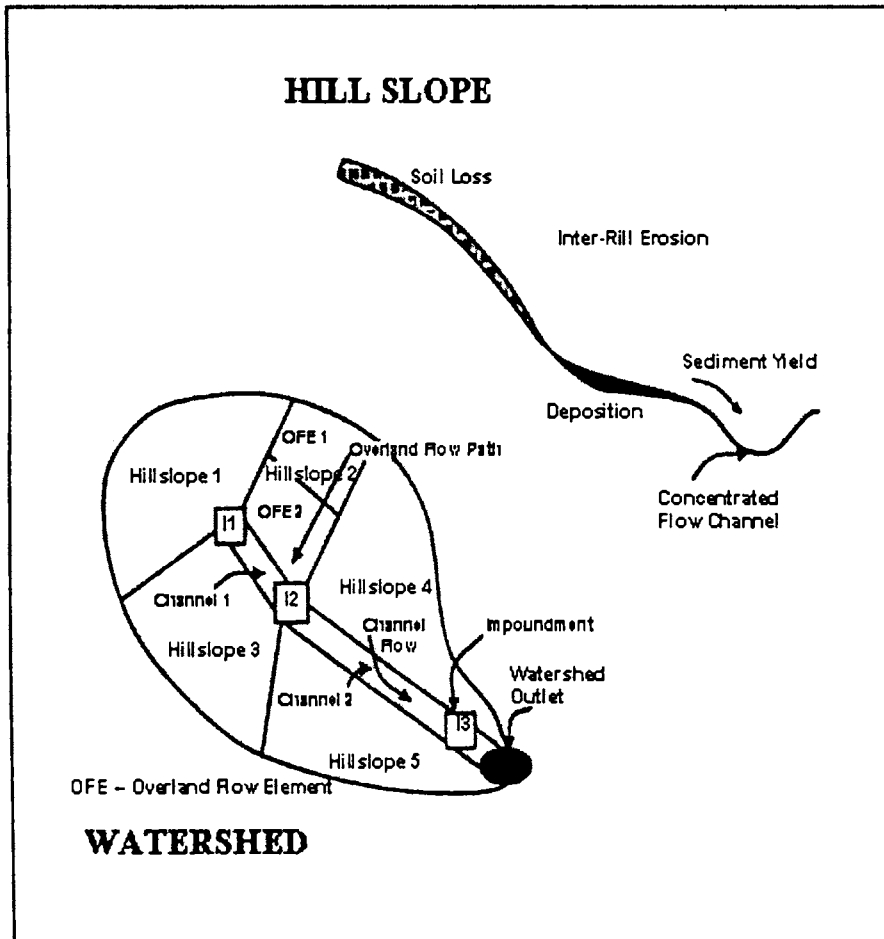 HILL SLOPE
Soil Loss
Inter-Rill Erosion
Sediment Yield
Deposition
Concentrated
Flow Channel
OFE 1
Overland Flow Path
Hillslope 1
Hillslope 2
OFE 2
I1
Channel 1
I2
Hillslope 4
Hillslope 3
Channel
Flow
Impoundment
Channel 2
Watershed
Outlet
I3
Hillslope 5
OFE - Overland Flow Element
WATERSHED